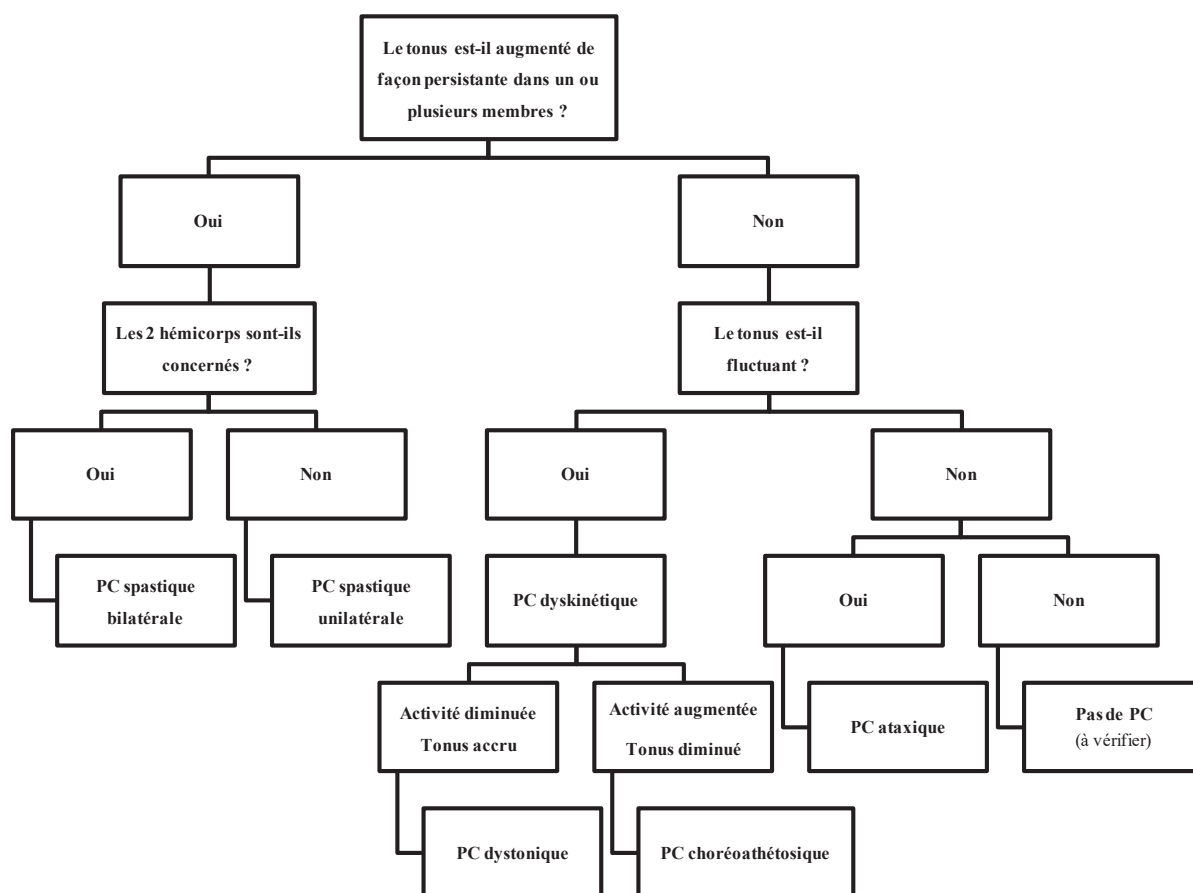 Le tonus est-il augmenté de
façon persistante dans un ou
plusieurs membres ?
Oui
Non
Les 2 hémicorps sont-ils
concernés ?
Le tonus est-il
fluctuant ?
Oui
Non
Oui
Non
PC spastique
bilatérale
PC spastique
unilatérale
PC dyskinétique
Oui
Non
Activité diminuée
Tonus accru
Activité augmentée
Tonus diminué
PC ataxique
Pas de PC
(à vérifier)
PC dystonique
PC choréoathétosique